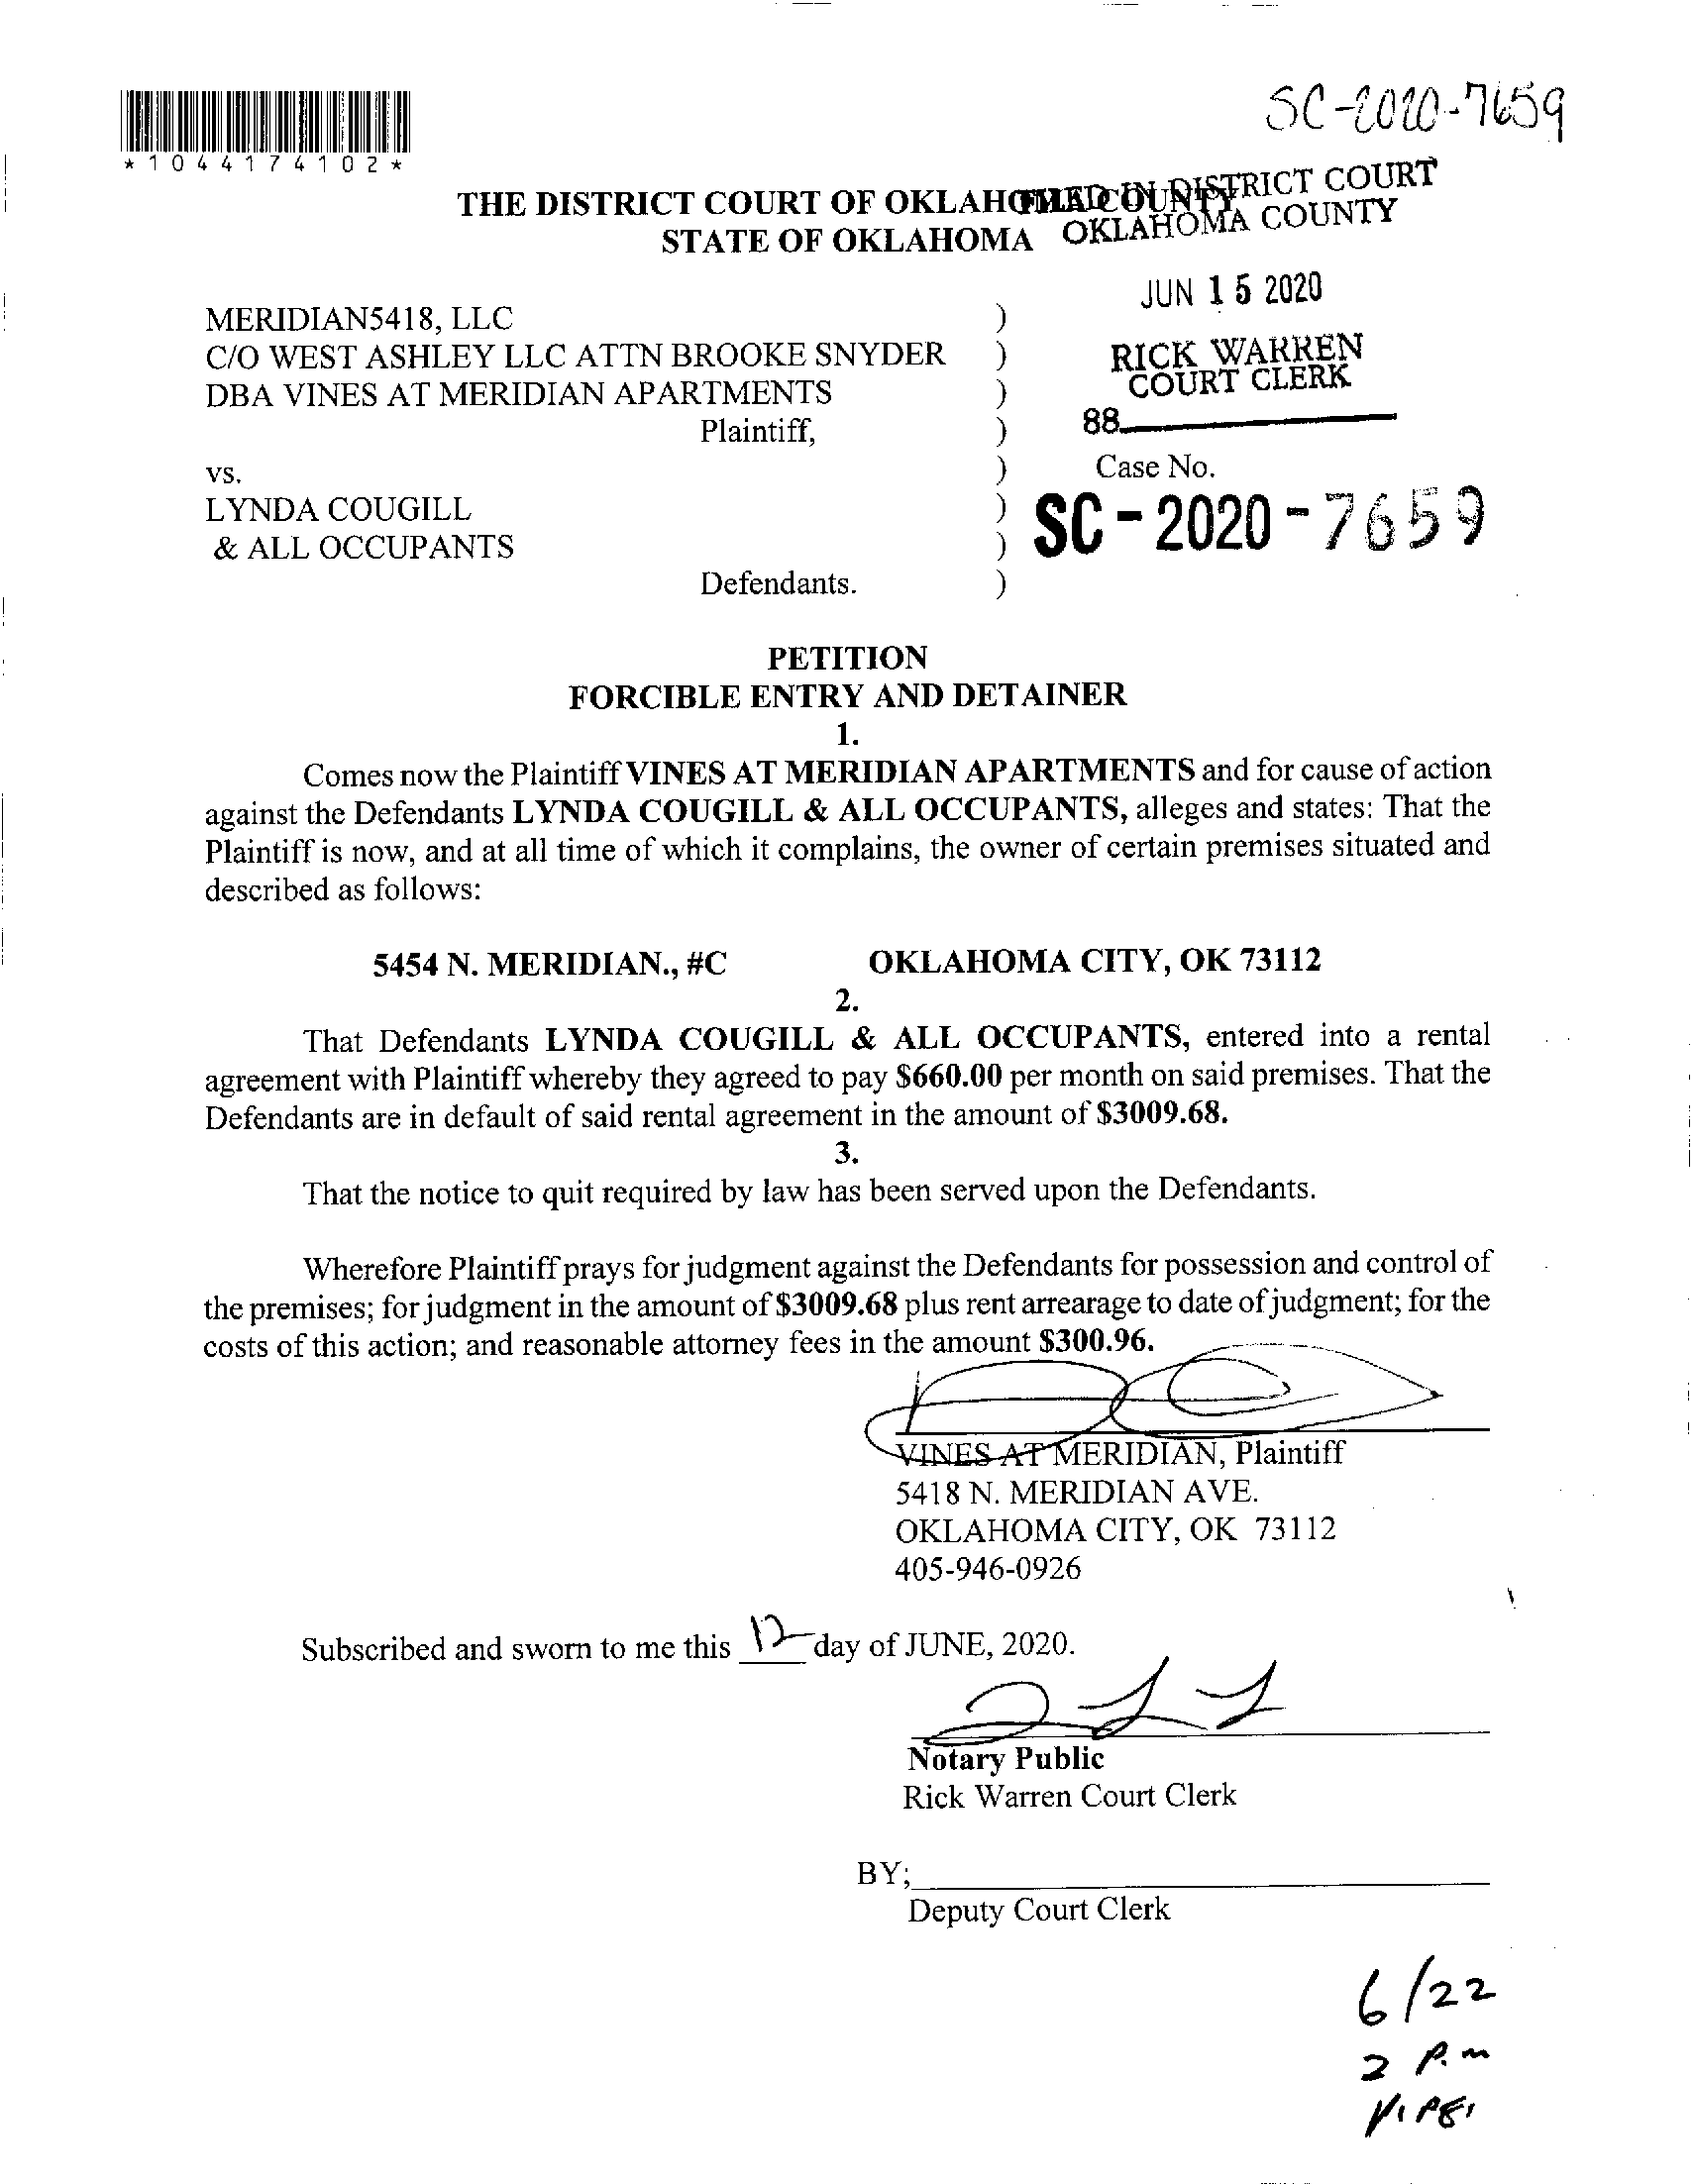 SC-2020-7659
*1044174102*
THE DISTRICT COURT OF OKLAHOMA COUNTY
FILED IN DISTRICT COURT
STATE OF OKLAHOMA
OKLAHOMA COUNTY
JUN 15 2020
MERIDIAN5418, LLC )
C/O WEST ASHLEY LLC ATTN BROOKE SNYDER )
RICK WARREN
COURT CLERK
DBA VINES AT MERIDIAN APARTMENTS )
Plaintiff, )
88
vs. ) Case No.
LYNDA COUGILL ) SC-2020-7659
& ALL OCCUPANTS )
Defendants. )
PETITION
FORCIBLE ENTRY AND DETAINER
1.
Comes now the Plaintiff VINES AT MERIDIAN APARTMENTS and for cause of action
against the Defendants LYNDA COUGILL & ALL OCCUPANTS, alleges and states: That the
Plaintiff is now, and at all time of which it complains, the owner of certain premises situated and
described as follows:
5454 N. MERIDIAN., #C OKLAHOMA CITY, OK 73112
2.
That Defendants LYNDA COUGILL & ALL OCCUPANTS, entered into a rental
agreement with Plaintiff whereby they agreed to pay $660.00 per month on said premises. That the
Defendants are in default of said rental agreement in the amount of $3009.68.
3.
That the notice to quit required by law has been served upon the Defendants.
Wherefore Plaintiff prays for judgment against the Defendants for possession and control of
the premises; for judgment in the amount of $3009.68 plus rent arrearage to date of judgment; for the
costs of this action; and reasonable attorney fees in the amount $300.96.
VINES AT MERIDIAN, Plaintiff
5418 N. MERIDIAN AVE.
OKLAHOMA CITY, OK 73112
405-946-0926
Subscribed and sworn to me this 12 day of JUNE, 2020.
Notary Public
Rick Warren Court Clerk
BY;
Deputy Court Clerk
6/22
2 P.m